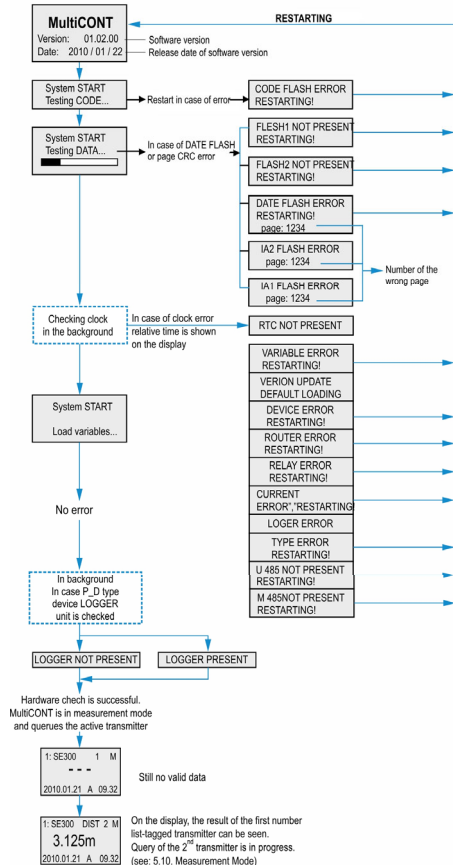 MultiCONT
Version: 01.02.00
Date: 2010 / 01 / 22
RESTARTING
Software version
Release date of software version
System START
Testing CODE...
Restart in case of error
CODE FLASH ERROR
RESTARTING!
System START
Testing DATA...
In case of DATE FLASH
or page CRC error
FLESH1 NOT PRESENT
RESTARTING!
FLASH2 NOT PRESENT
RESTARTING!
DATE FLASH ERROR
RESTARTING!
page: 1234
IA2 FLASH ERROR
page: 1234
IA1 FLASH ERROR
page: 1234
Number of the
wrong page
Checking clock
in the background
In case of clock error
relative time is shown
on the display
RTC NOT PRESENT
System START
Load variables...
VARIABLE ERROR
RESTARTING!
VERION UPDATE
DEFAULT LOADING
DEVICE ERROR
RESTARTING!
ROUTER ERROR
RESTARTING!
RELAY ERROR
RESTARTING!
CURRENT
ERROR","RESTARTING
LOGER ERROR
TYPE ERROR
RESTARTING!
U 485 NOT PRESENT
RESTARTING!
M 485NOT PRESENT
RESTARTING!
No error
In background
In case P_D type
device LOGGER
unit is checked
LOGGER NOT PRESENT
LOGGER PRESENT
Hardware chech is successful.
MultiCONT is in measurement mode
and querues the active transmitter
1: SE300 1 M
- - -
2010.01.21 A 09.32
Still no valid data
1: SE300 DIST 2 M
3.125m
2010.01.21 A 09.32
On the display, the result of the first number
list-tagged transmitter can be seen.
Query of the 2nd transmitter is in progress.
(see: 5.10. Measurement Mode)